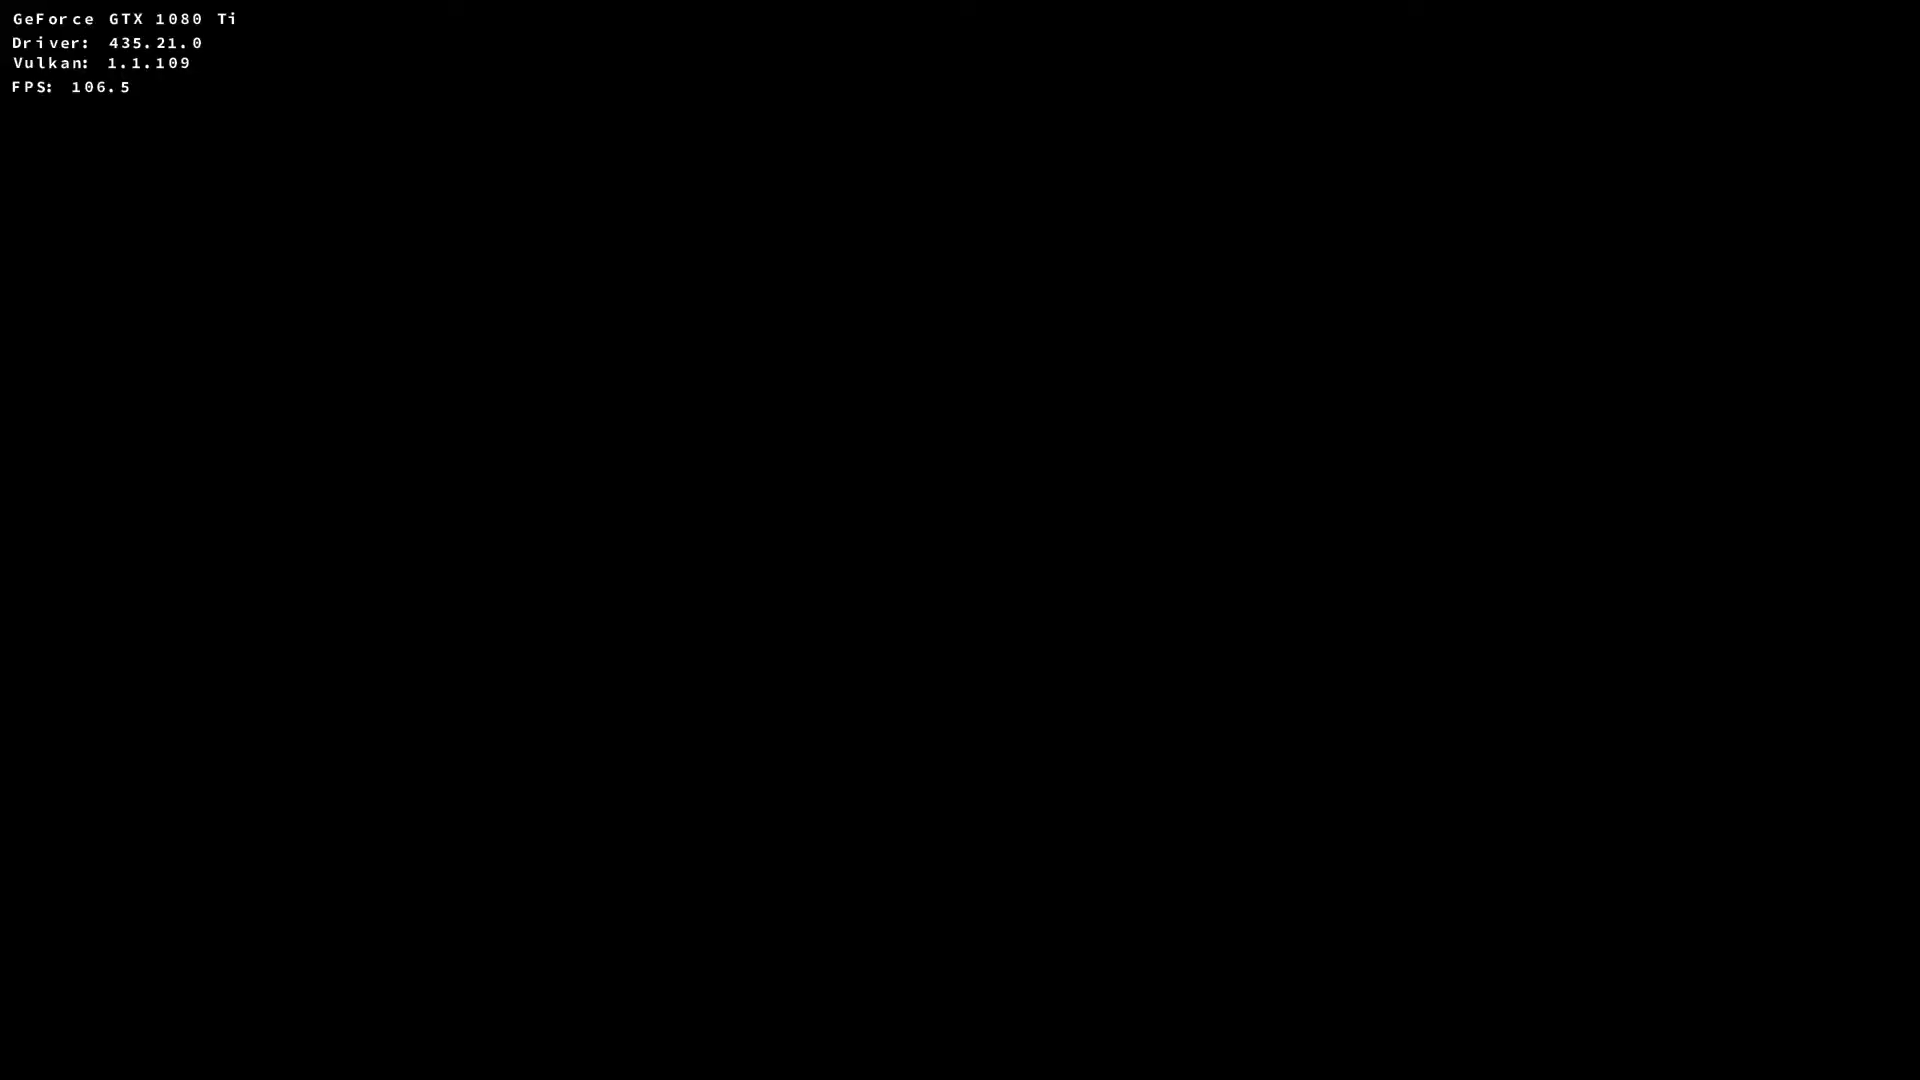 GeForce GTX 1080 Ti
Driver: 435.21.0
Vulkan: 1.1.109
FPS: 106.5